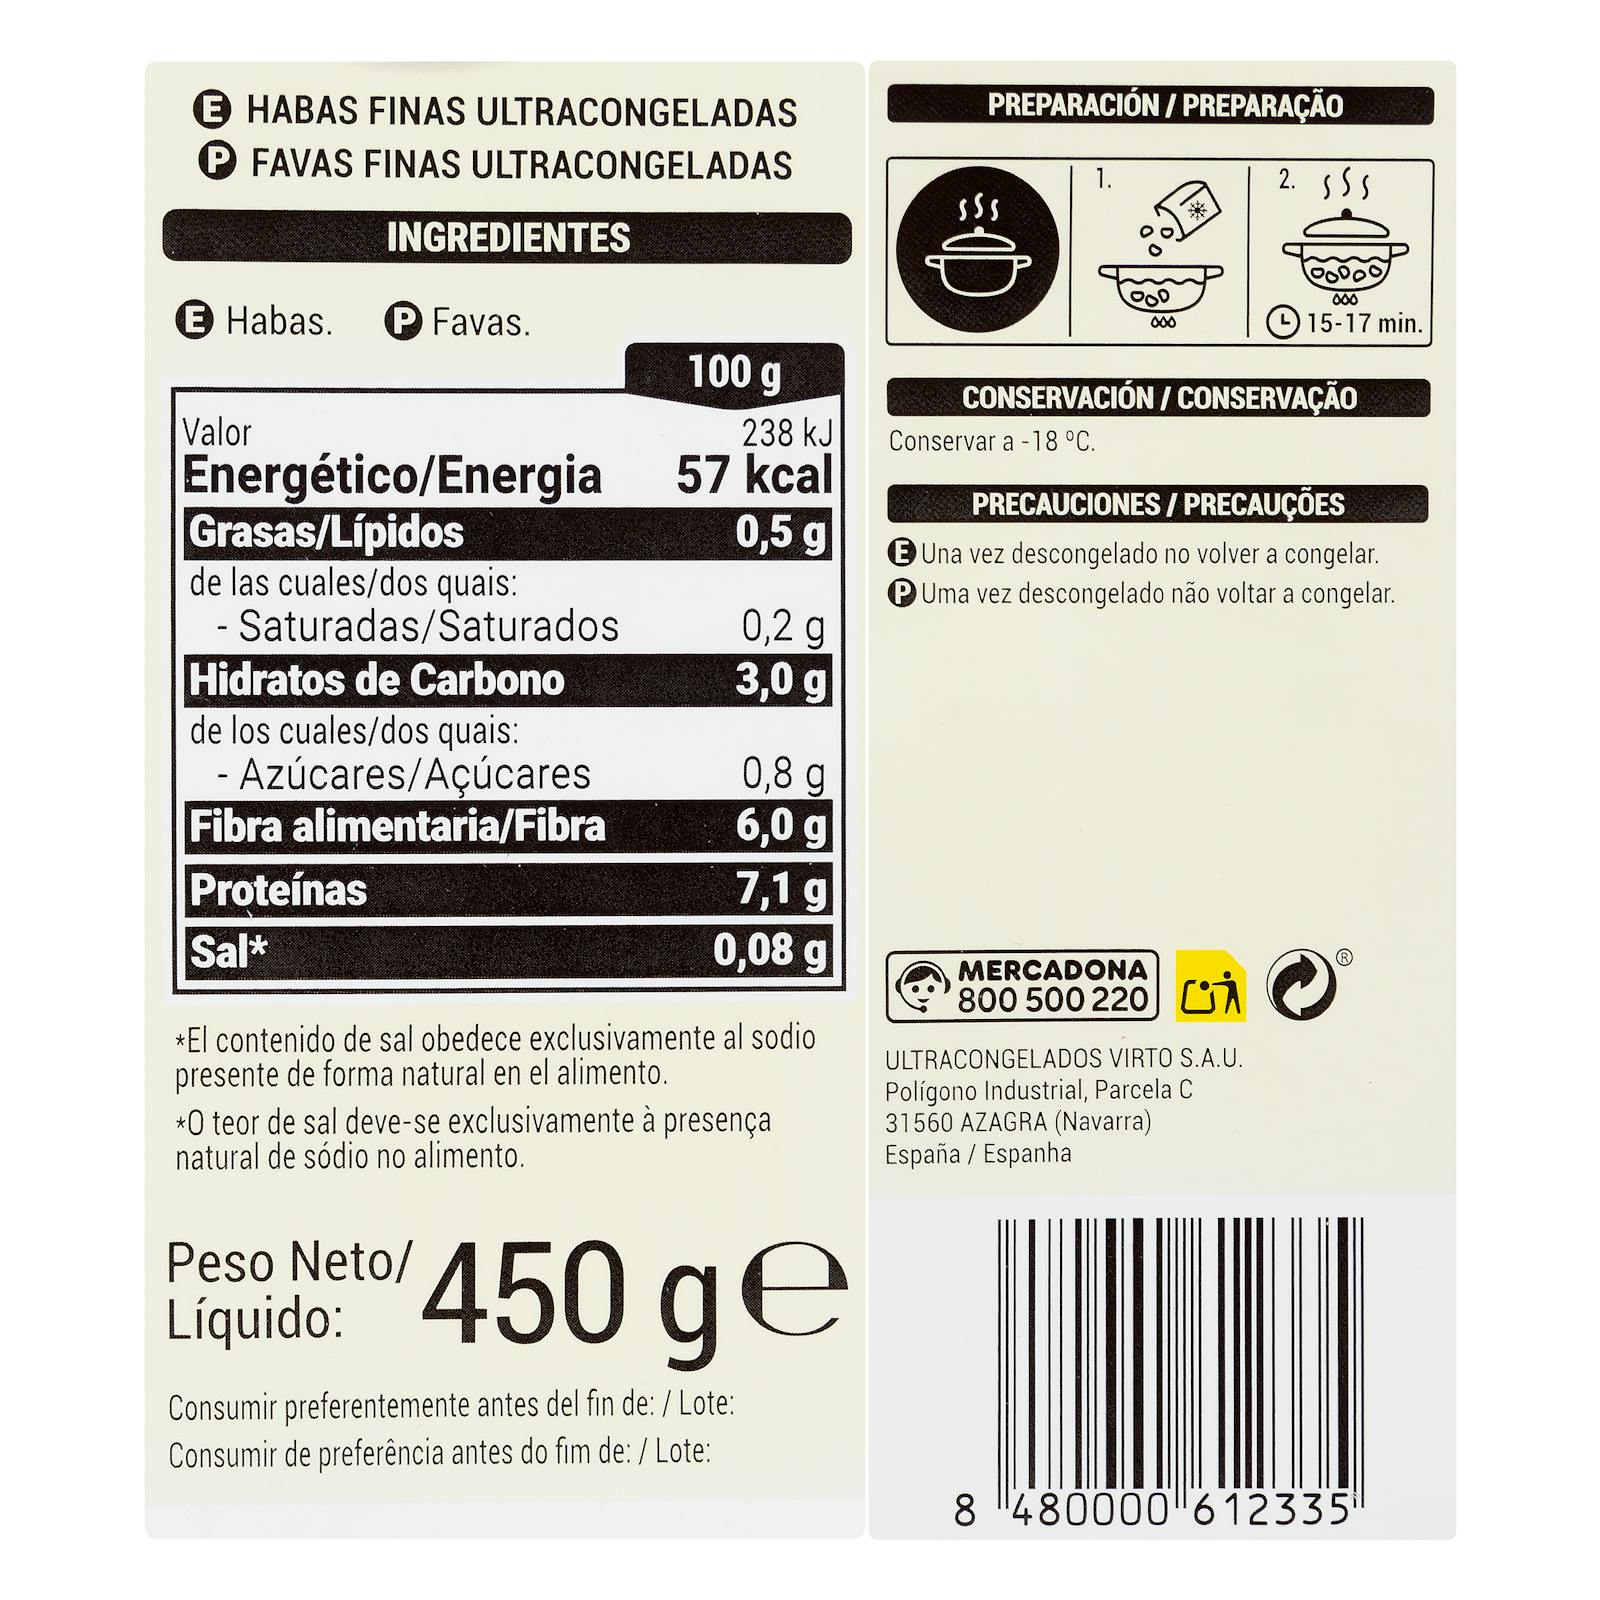 E HABAS FINAS ULTRACONGELADAS
P FAVAS FINAS ULTRACONGELADAS
INGREDIENTES
E Habas. P Favas.
100 g
Valor 238 kJ
Energético/Energia 57 kcal
Grasas/Lípidos 0,5 g
de las cuales/dos quais:
- Saturadas/Saturados 0,2 g
Hidratos de Carbono 3,0 g
de los cuales/dos quais:
- Azúcares/Açúcares 0,8 g
Fibra alimentaria/Fibra 6,0 g
Proteínas 7,1 g
Sal* 0,08 g
*El contenido de sal obedece exclusivamente al sodio
presente de forma natural en el alimento.
*O teor de sal deve-se exclusivamente à presença
natural de sódio no alimento.
Peso Neto/
Líquido: 450 g e
Consumir preferentemente antes del fin de: / Lote:
Consumir de preferência antes do fim de: / Lote:
PREPARACIÓN / PREPARAÇÃO
1.
2.
15-17 min.
CONSERVACIÓN / CONSERVAÇÃO
Conservar a -18 ºC.
PRECAUCIONES / PRECAUÇÕES
E Una vez descongelado no volver a congelar.
P Uma vez descongelado não voltar a congelar.
MERCADONA
800 500 220
®
ULTRACONGELADOS VIRTO S.A.U.
Polígono Industrial, Parcela C
31560 AZAGRA (Navarra)
España / Espanha
8 480000 612335